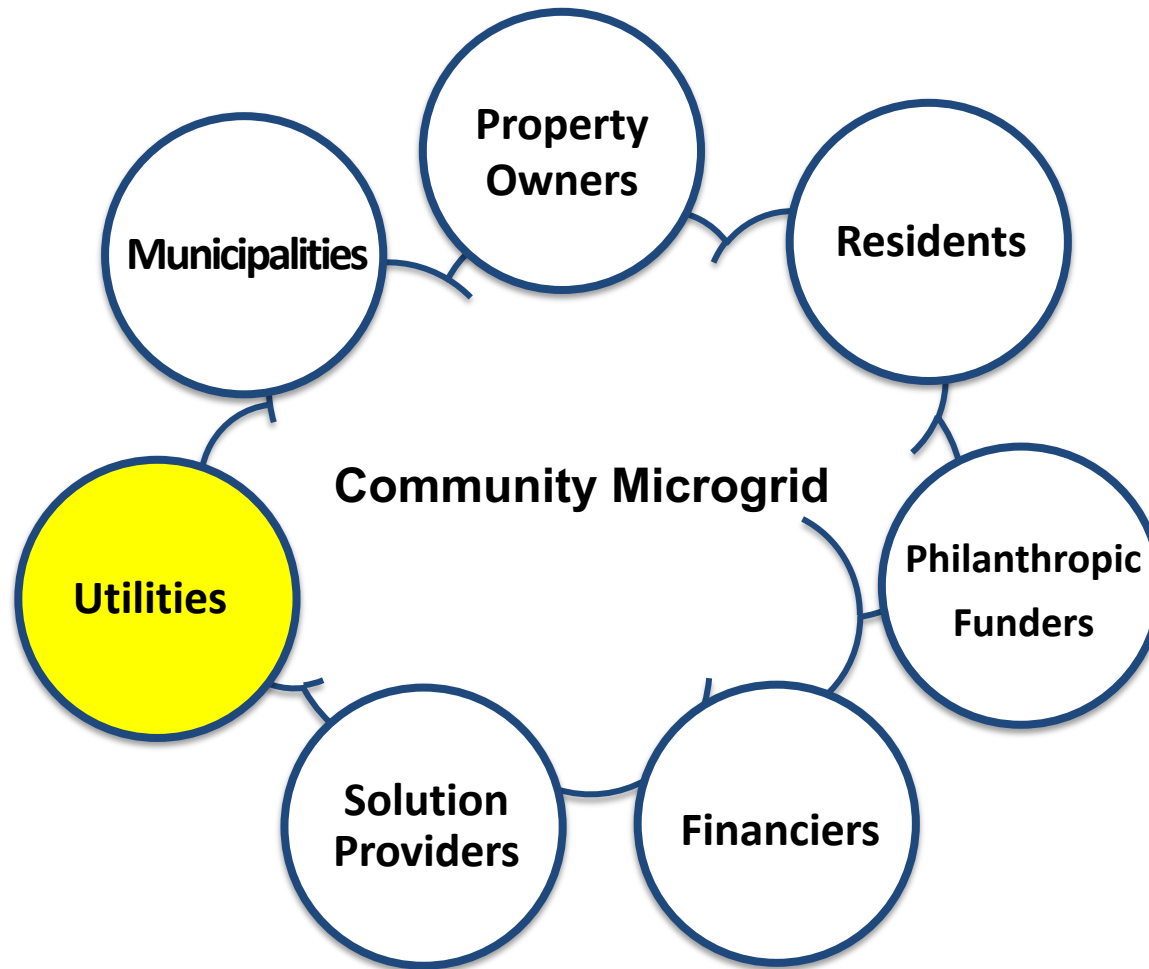 Property
Owners
Municipalities
Residents
Community Microgrid
Philanthropic
Funders
Utilities
Solution
Providers
Financiers